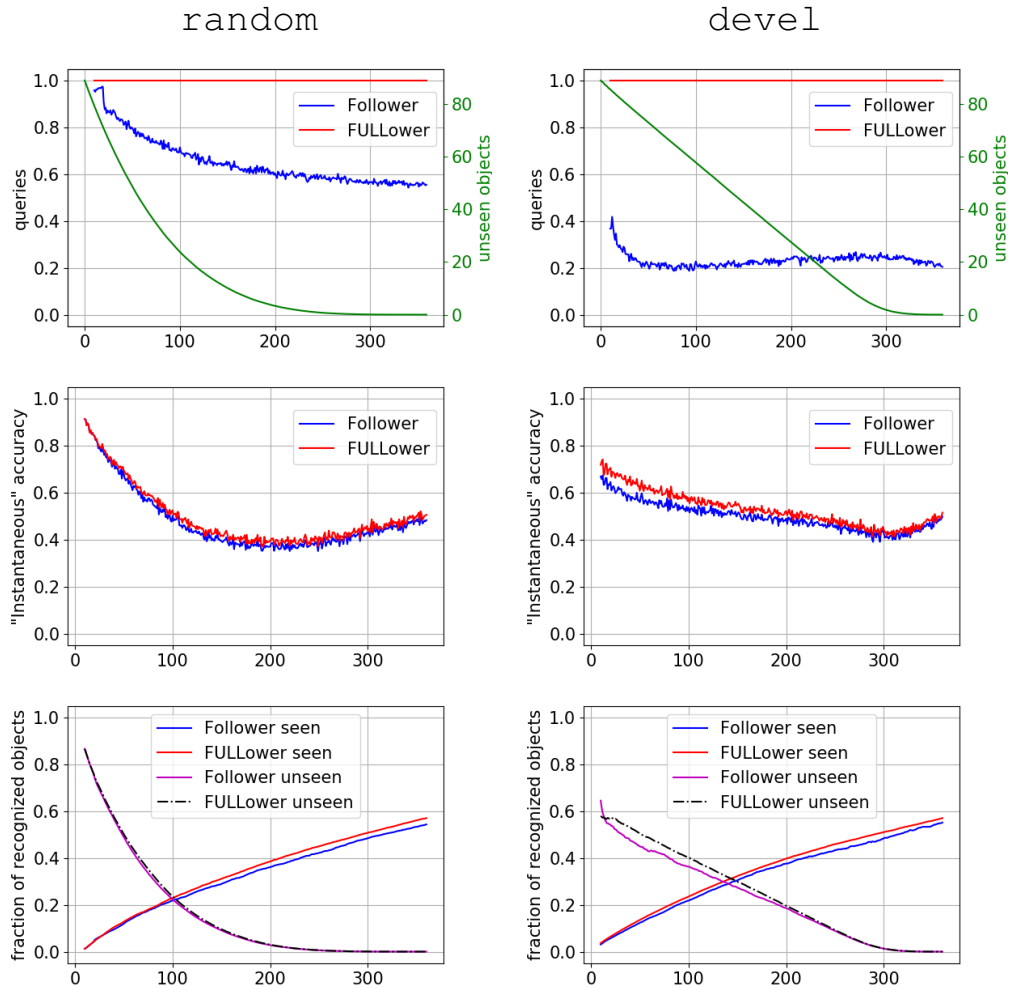 random
devel
queries
1.0
0.8
0.6
0.4
0.2
0.0
0 100 200 300
Follower
FULLower
80
60
40
20
0
unseen objects
queries
1.0
0.8
0.6
0.4
0.2
0.0
0 100 200 300
Follower
FULLower
80
60
40
20
0
unseen objects
"Instantaneous" accuracy
1.0
0.8
0.6
0.4
0.2
0.0
0 100 200 300
Follower
FULLower
"Instantaneous" accuracy
1.0
0.8
0.6
0.4
0.2
0.0
0 100 200 300
Follower
FULLower
fraction of recognized objects
1.0
0.8
0.6
0.4
0.2
0.0
0 100 200 300
Follower seen
FULLower seen
Follower unseen
FULLower unseen
fraction of recognized objects
1.0
0.8
0.6
0.4
0.2
0.0
0 100 200 300
Follower seen
FULLower seen
Follower unseen
FULLower unseen